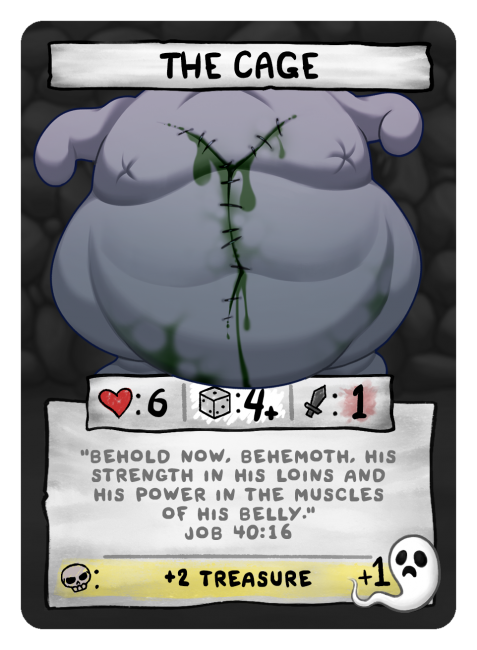 THE CAGE
:6 :4+ :1
"BEHOLD NOW, BEHEMOTH, HIS
STRENGTH IN HIS LOINS AND
HIS POWER IN THE MUSCLES
OF HIS BELLY."
JOB 40:16
: +2 TREASURE +1